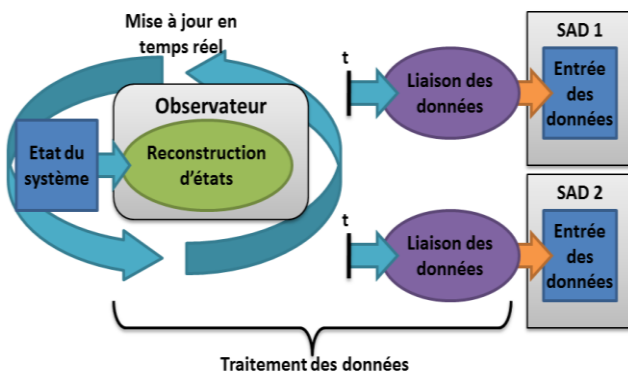 Mise à jour en
temps réel
Observateur
Etat du
système
Reconstruction
d'états
t
Liaison des
données
SAD 1
Entrée
des
données
t
Liaison des
données
SAD 2
Entrée
des
données
Traitement des données